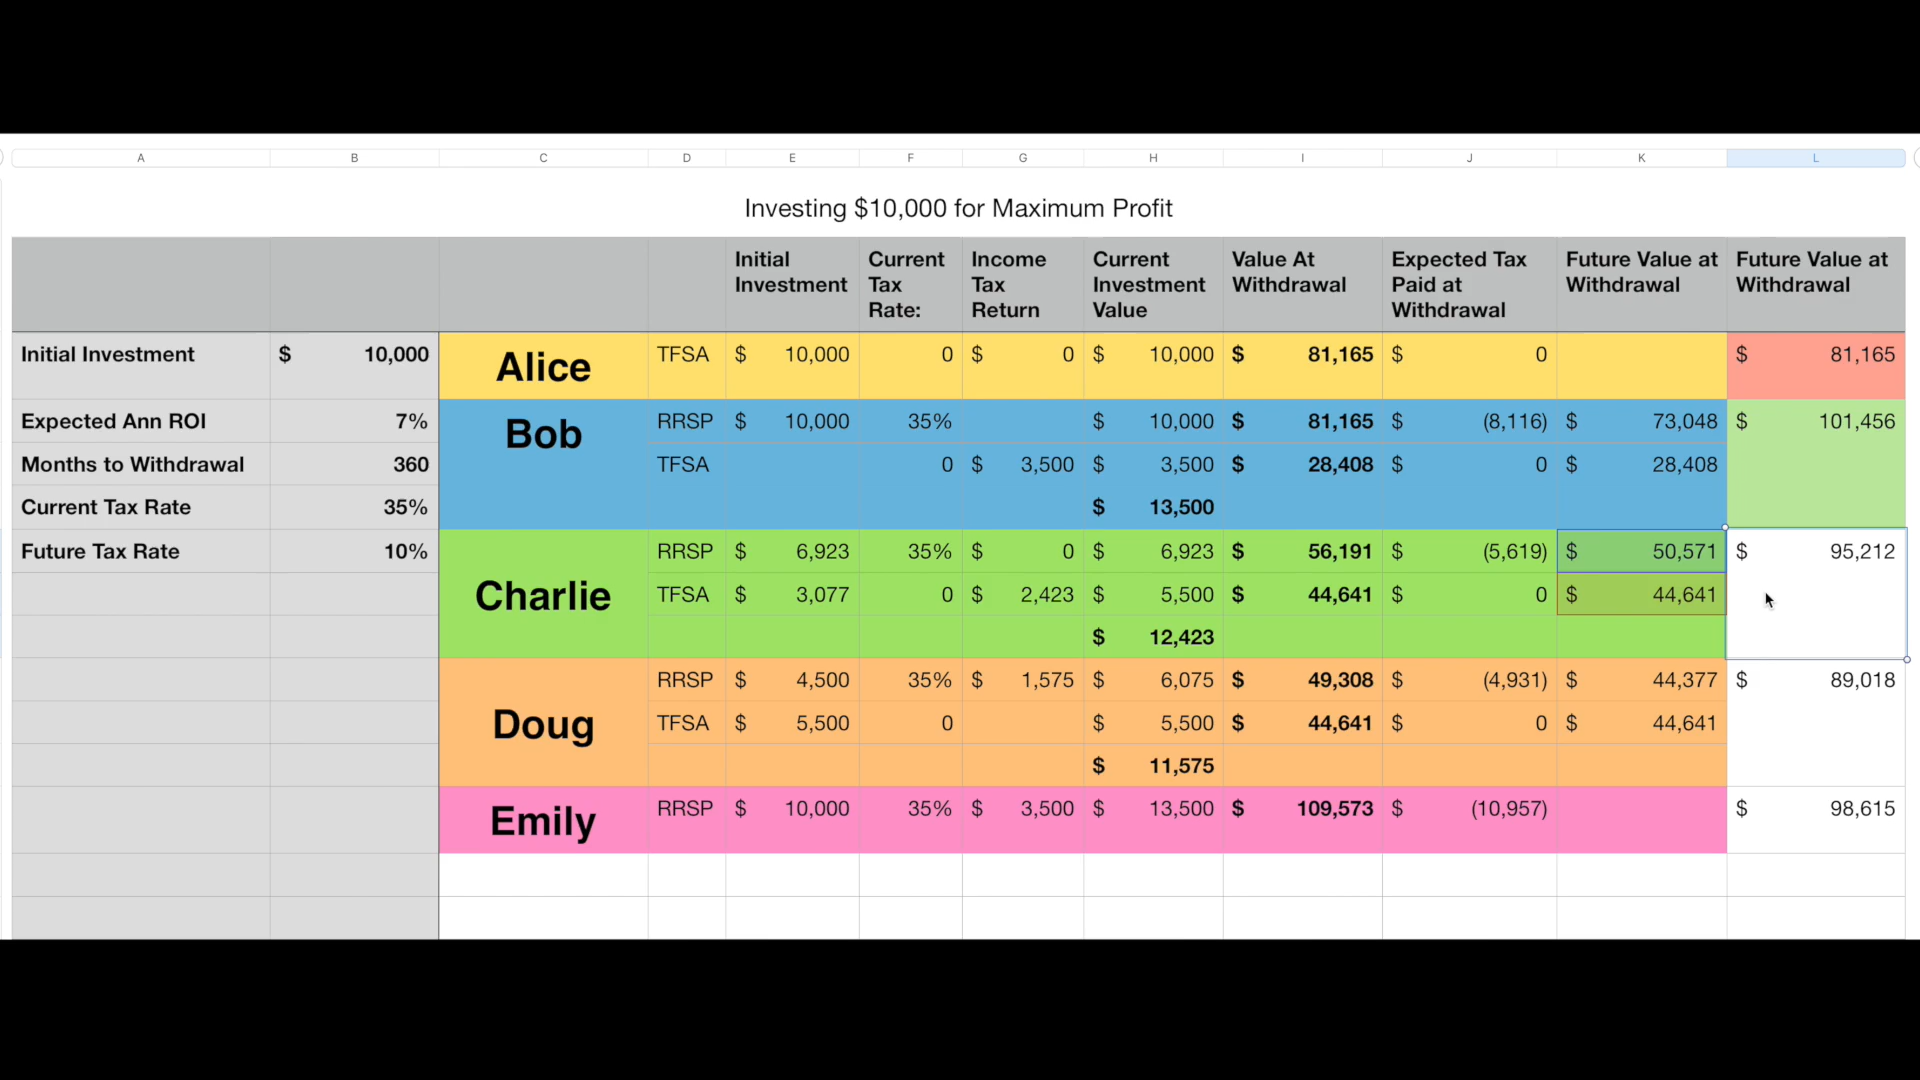 A B C D E F G H I J K L
Investing $10,000 for Maximum Profit
Initial Investment Current Tax Rate: Income Tax Return Current Investment Value Value At Withdrawal Expected Tax Paid at Withdrawal Future Value at Withdrawal Future Value at Withdrawal
Initial Investment $ 10,000 Alice TFSA $ 10,000 0 $ 0 $ 10,000 $ 81,165 $ 0 $ 81,165
Expected Ann ROI 7% Bob RRSP $ 10,000 35% $ 10,000 $ 81,165 $ (8,116) $ 73,048 $ 101,456
Months to Withdrawal 360 TFSA 0 $ 3,500 $ 3,500 $ 28,408 $ 0 $ 28,408
Current Tax Rate 35% $ 13,500
Future Tax Rate 10% RRSP $ 6,923 35% $ 0 $ 6,923 $ 56,191 $ (5,619) $ 50,571 $ 95,212
Charlie TFSA $ 3,077 0 $ 2,423 $ 5,500 $ 44,641 $ 0 $ 44,641
$ 12,423
RRSP $ 4,500 35% $ 1,575 $ 6,075 $ 49,308 $ (4,931) $ 44,377 $ 89,018
Doug TFSA $ 5,500 0 $ 5,500 $ 44,641 $ 0 $ 44,641
$ 11,575
Emily RRSP $ 10,000 35% $ 3,500 $ 13,500 $ 109,573 $ (10,957) $ 98,615